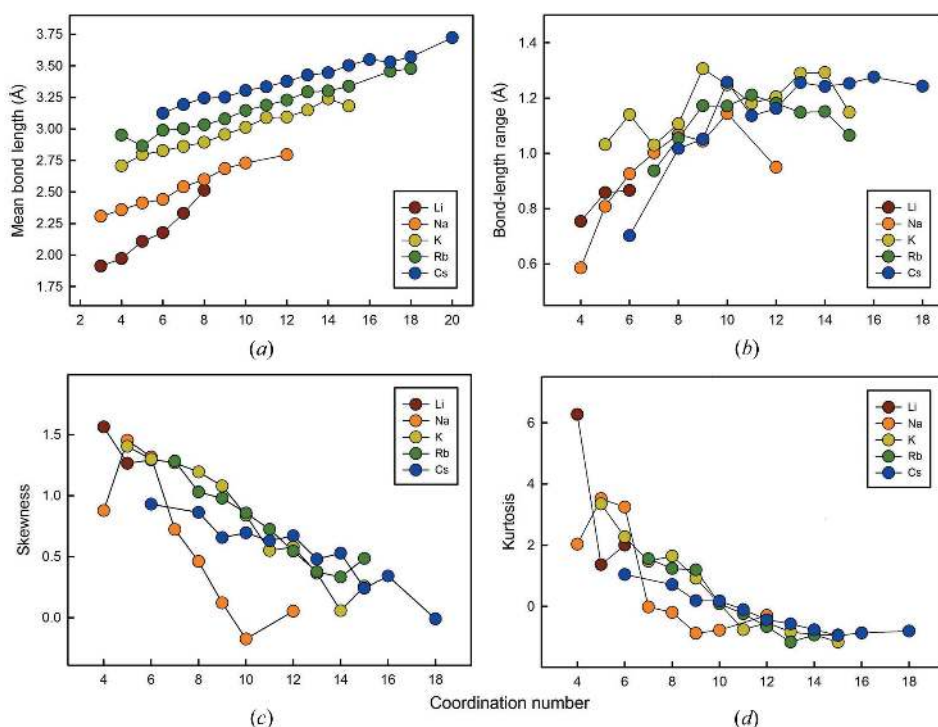 Mean bond length (Å)
3.75
3.50
3.25
3.00
2.75
2.50
2.25
2.00
1.75
Li
Na
K
Rb
Cs
2 4 6 8 10 12 14 16 18 20
(a)
Bond-length range (Å)
1.4
1.2
1.0
0.8
0.6
Li
Na
K
Rb
Cs
4 6 8 10 12 14 16 18
(b)
Skewness
1.5
1.0
0.5
0.0
Li
Na
K
Rb
Cs
4 6 8 10 12 14 16 18
(c)
Kurtosis
6
4
2
0
Li
Na
K
Rb
Cs
4 6 8 10 12 14 16 18
(d)
Coordination number